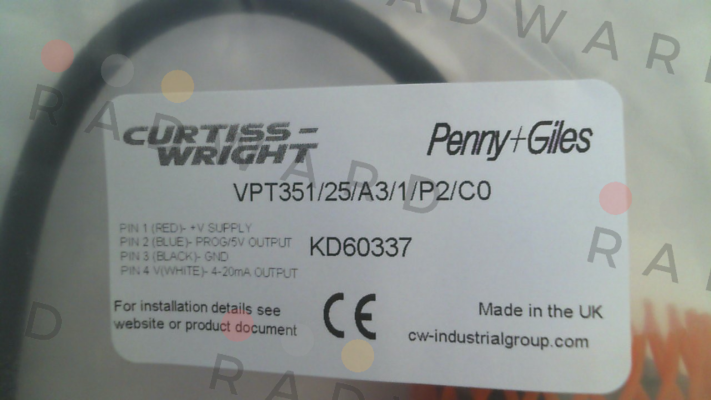 CURTISS-
WRIGHT
Penny+Giles
VPT351/25/A3/1/P2/C0
PIN 1 (RED)- +V SUPPLY
PIN 2 (BLUE)- PROG/5V OUTPUT
PIN 3 (BLACK)- GND
PIN 4 V(WHITE)- 4-20mA OUTPUT
KD60337
For installation details see
website or product document
CE
Made in the UK
cw-industrialgroup.com
RADWARD